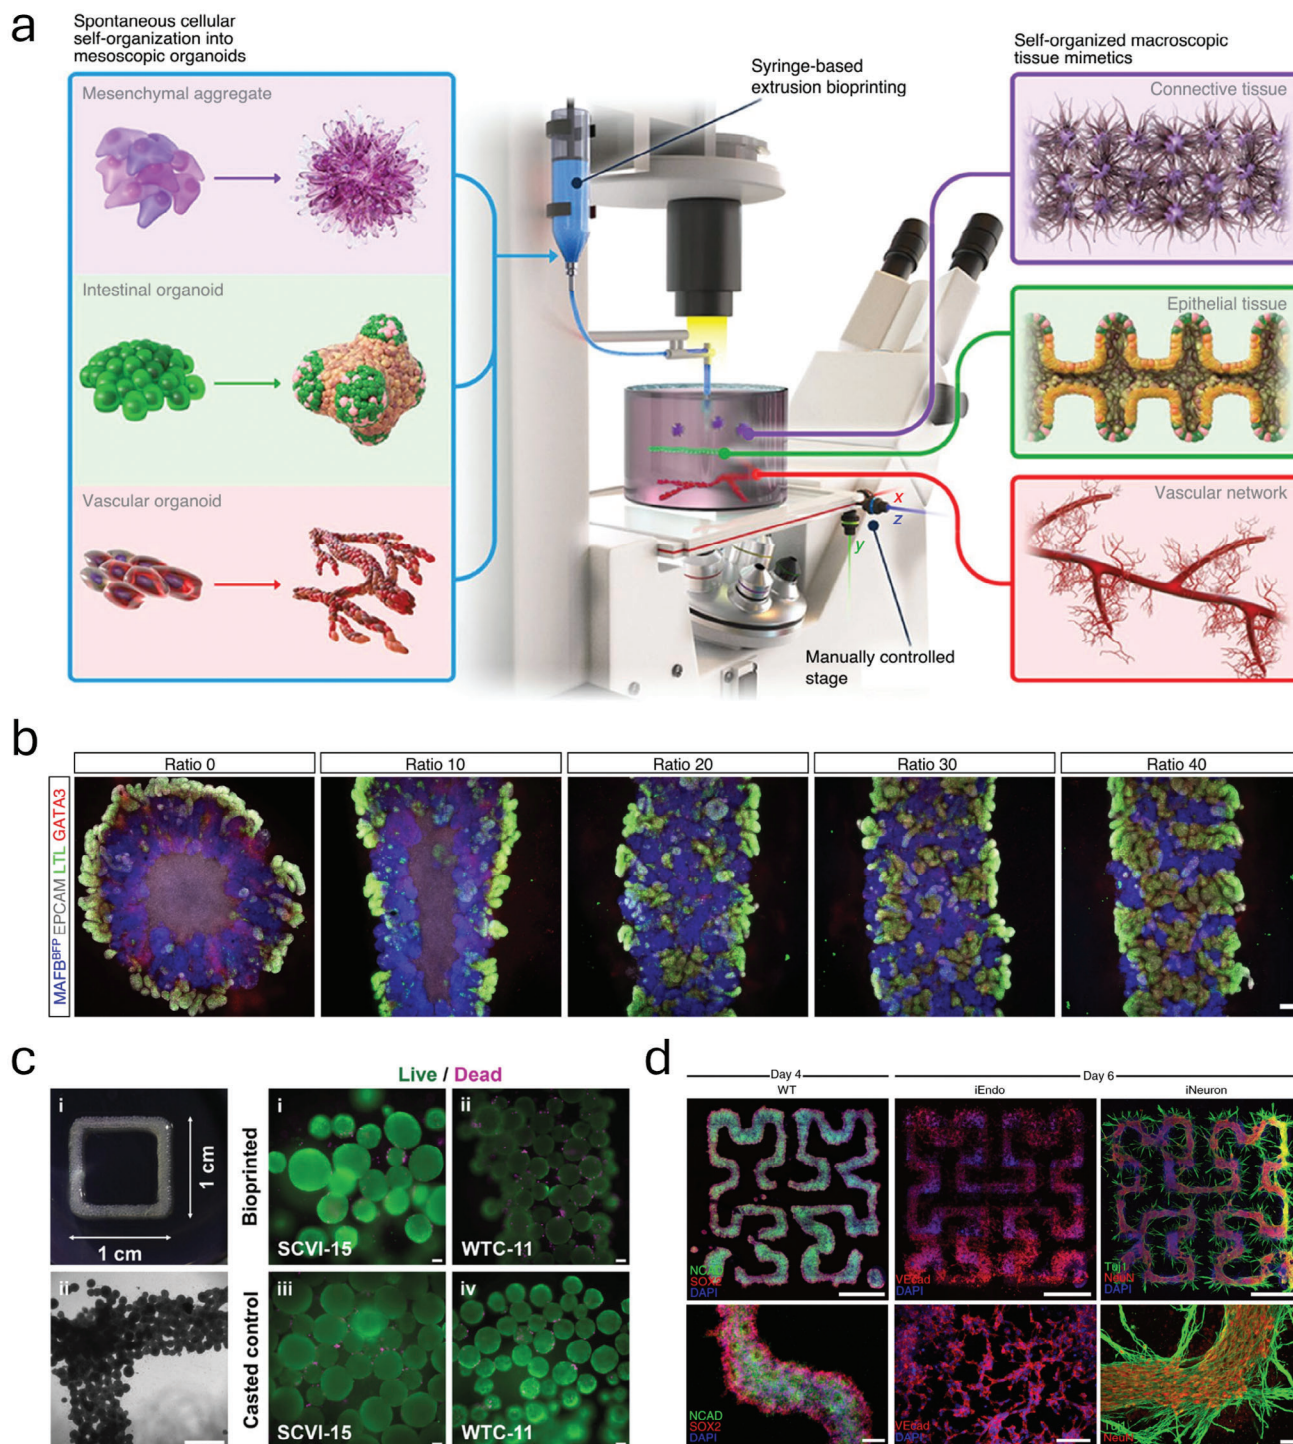 a
Spontaneous cellular
self-organization into
mesoscopic organoids
Mesenchymal aggregate
Intestinal organoid
Vascular organoid
Syringe-based
extrusion bioprinting
x
z
y
Manually controlled
stage
Self-organized macroscopic
tissue mimetics
Connective tissue
Epithelial tissue
Vascular network
b
Ratio 0
Ratio 10
Ratio 20
Ratio 30
Ratio 40
MAFB^BFP EPCAM LTL GATA3
c
i
1 cm
1 cm
ii
Live / Dead
Bioprinted
i
SCVI-15
ii
WTC-11
Casted control
iii
SCVI-15
iv
WTC-11
d
Day 4
Day 6
WT
iEndo
iNeuron
NCAD
SOX2
DAPI
VEcad
DAPI
Tuj1
NeuN
DAPI
NCAD
SOX2
DAPI
VEcad
DAPI
Tuj1
NeuN